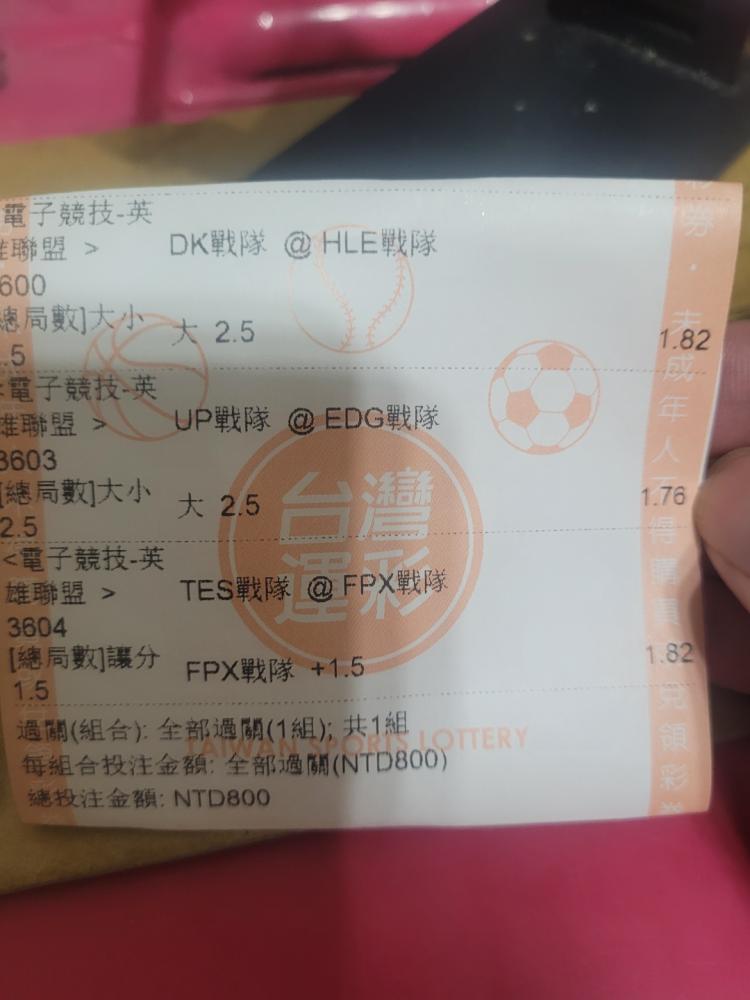 電子競技-英
雄聯盟 > DK戰隊 @ HLE戰隊
600
總局數]大小 大 2.5 1.82
.5
<電子競技-英
雄聯盟 > UP戰隊 @ EDG戰隊
3603
[總局數]大小 大 2.5 1.76
2.5
<電子競技-英
雄聯盟 > TES戰隊 @ FPX戰隊
3604
[總局數]讓分 FPX戰隊 +1.5 1.82
1.5
過關(組合): 全部過關(1組); 共1組
每組合投注金額: 全部過關(NTD800)
總投注金額: NTD800
台灣
運彩
TAIWAN SPORTS LOTTERY
券・未成年人不得購買兌領彩券